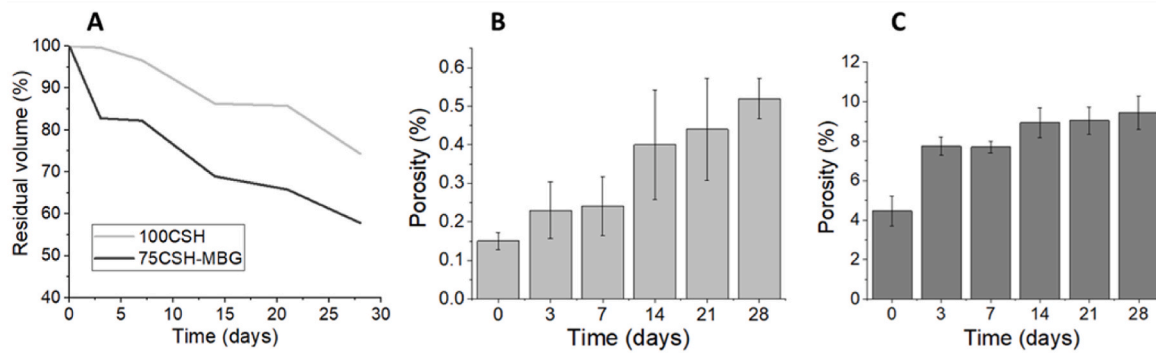 A
Residual volume (%)
100
90
80
70
60
50
40
100CSH
75CSH-MBG
0 5 10 15 20 25 30
Time (days)
B
Porosity (%)
0.6
0.5
0.4
0.3
0.2
0.1
0.0
0 3 7 14 21 28
Time (days)
C
Porosity (%)
12
10
8
6
4
2
0
0 3 7 14 21 28
Time (days)